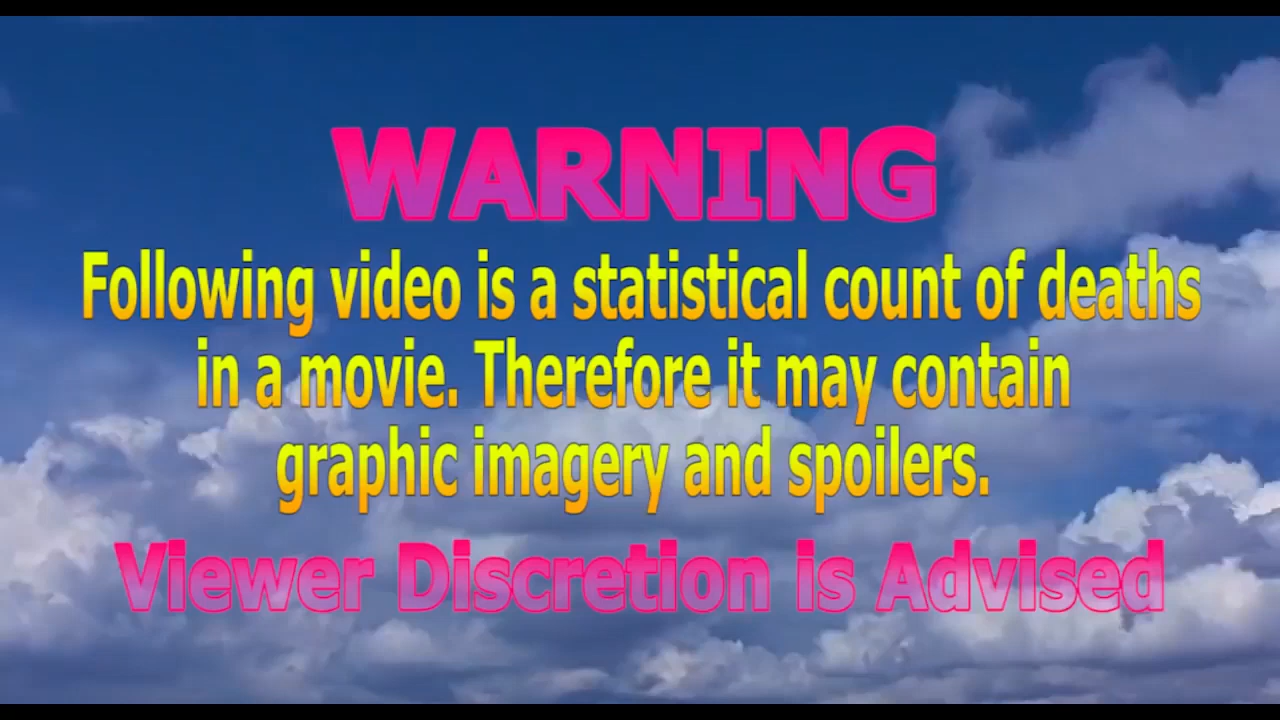 WARNING
Following video is a statistical count of deaths
in a movie. Therefore it may contain
graphic imagery and spoilers.
Viewer Discretion is Advised